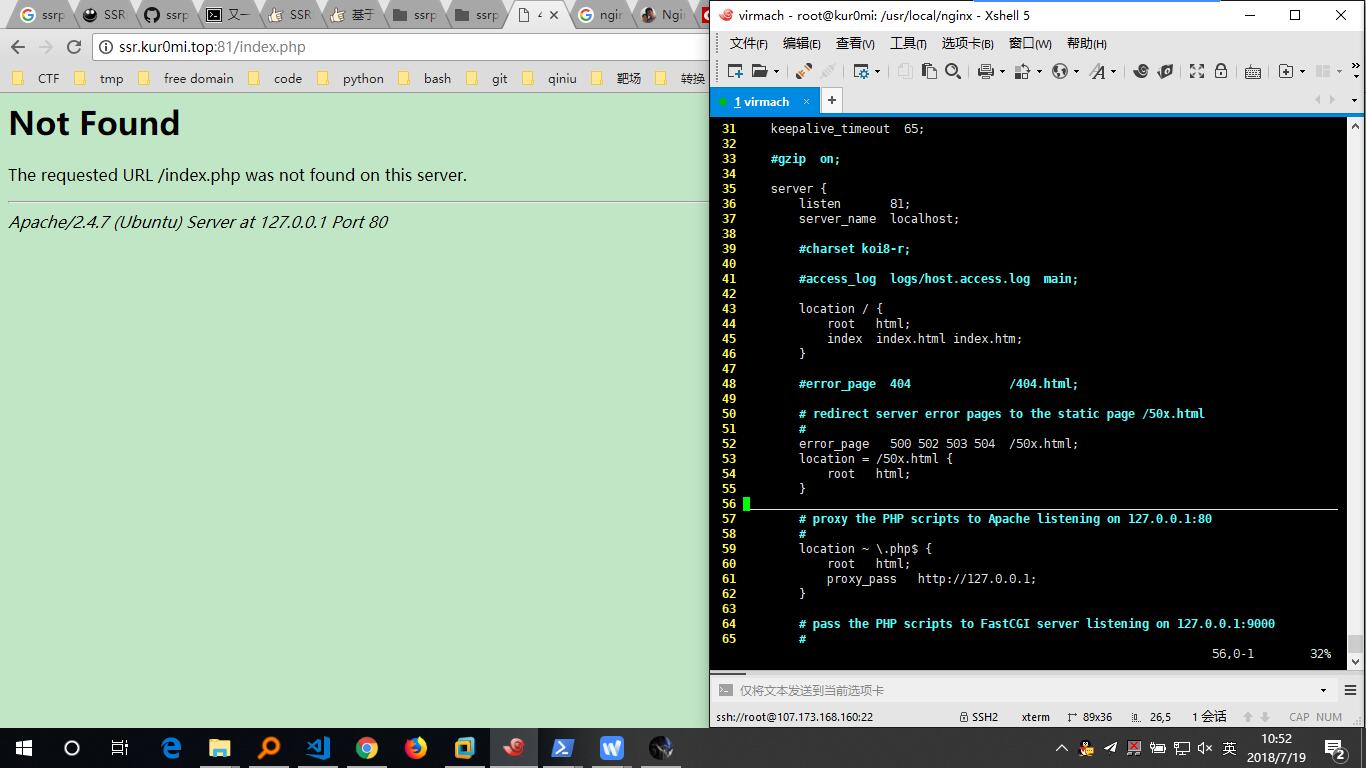 ssrp
SSR
ssrp
又一
SSR
基于
ssrp
ssrp
4
ngin
Ngi
ssr.kur0mi.top:81/index.php
CTF tmp free domain code python bash git qiniu 靶场 转换
Not Found
The requested URL /index.php was not found on this server.
Apache/2.4.7 (Ubuntu) Server at 127.0.0.1 Port 80
virmach - root@kur0mi: /usr/local/nginx - Xshell 5
文件(F) 编辑(E) 查看(V) 工具(T) 选项卡(B) 窗口(W) 帮助(H)
1 virmach × +
31 keepalive_timeout 65;
32
33 #gzip on;
34
35 server {
36 listen 81;
37 server_name localhost;
38
39 #charset koi8-r;
40
41 #access_log logs/host.access.log main;
42
43 location / {
44 root html;
45 index index.html index.htm;
46 }
47
48 #error_page 404 /404.html;
49
50 # redirect server error pages to the static page /50x.html
51 #
52 error_page 500 502 503 504 /50x.html;
53 location = /50x.html {
54 root html;
55 }
56
57 # proxy the PHP scripts to Apache listening on 127.0.0.1:80
58 #
59 location ~ \.php$ {
60 root html;
61 proxy_pass http://127.0.0.1;
62 }
63
64 # pass the PHP scripts to FastCGI server listening on 127.0.0.1:9000
65 #
56,0-1 32%
仅将文本发送到当前选项卡
ssh://root@107.173.168.160:22 SSH2 xterm 89x36 26,5 1 会话 CAP NUM
英
10:52
2018/7/19
2